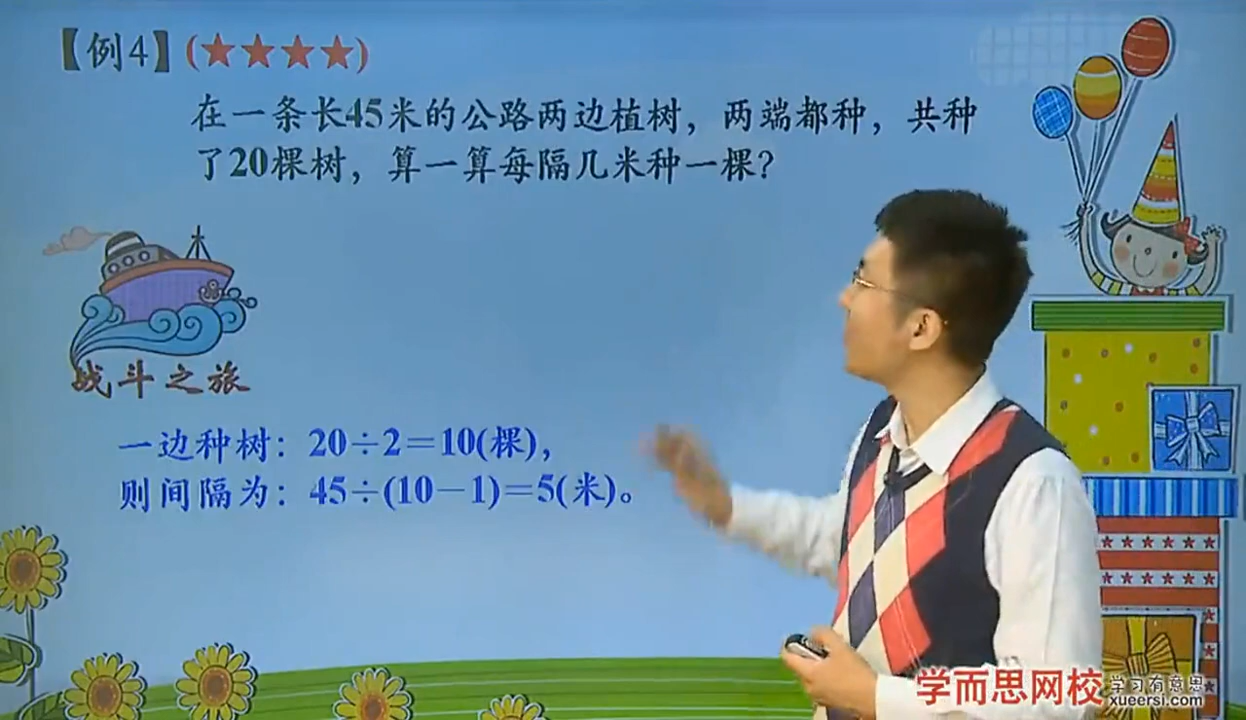 【例4】(★★★★)
在一条长45米的公路两边植树，两端都种，共种
了20棵树，算一算每隔几米种一棵?
战斗之旅
一边种树：20÷2=10(棵)，
则间隔为：45÷(10-1)=5(米)。
学而思网校
学习有意思
xueersi.com